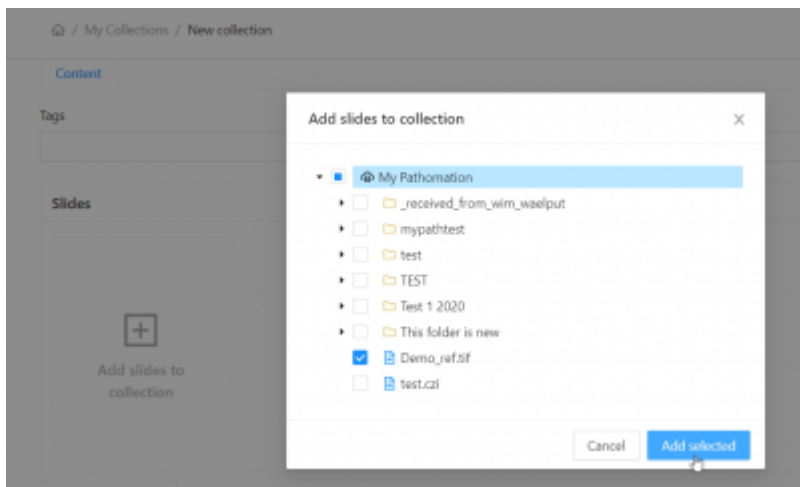 / My Collections / New collection
Content
Tags
Slides
Add slides to
collection
Add slides to collection
My Pathomation
_received_from_wim_waelput
mypathtest
test
TEST
Test 1 2020
This folder is new
Demo_ref.tif
test.czi
Cancel
Add selected